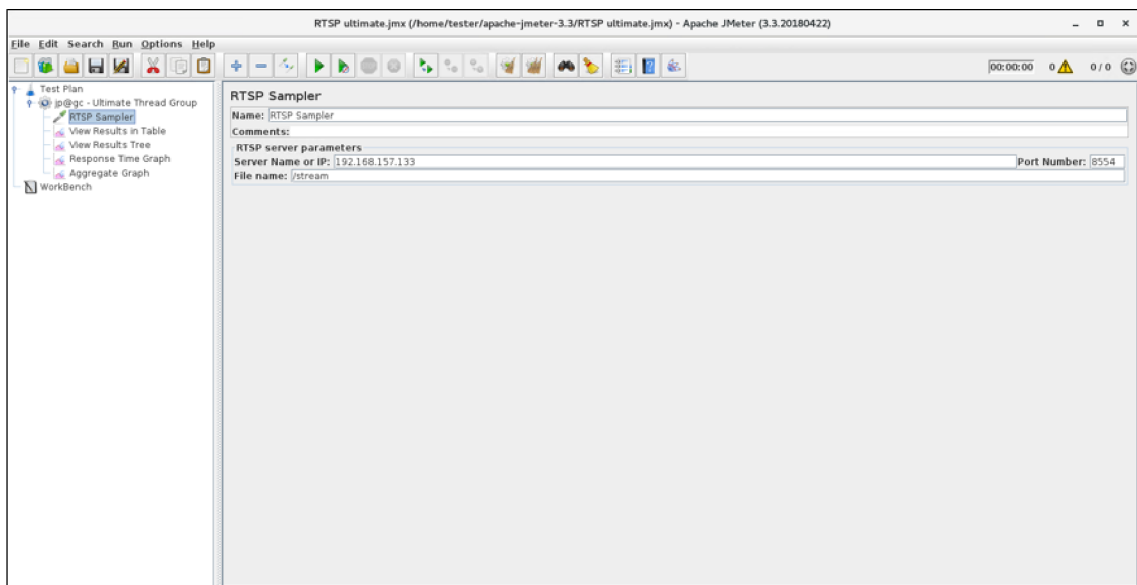 RTSP ultimate.jmx (/home/tester/apache-jmeter-3.3/RTSP ultimate.jmx) - Apache JMeter (3.3.20180422)
File Edit Search Run Options Help
00:00:00 0 0 / 0
Test Plan
jp@gc - Ultimate Thread Group
RTSP Sampler
View Results in Table
View Results Tree
Response Time Graph
Aggregate Graph
WorkBench
RTSP Sampler
Name: RTSP Sampler
Comments:
RTSP server parameters
Server Name or IP: 192.168.157.133 Port Number: 8554
File name: /stream